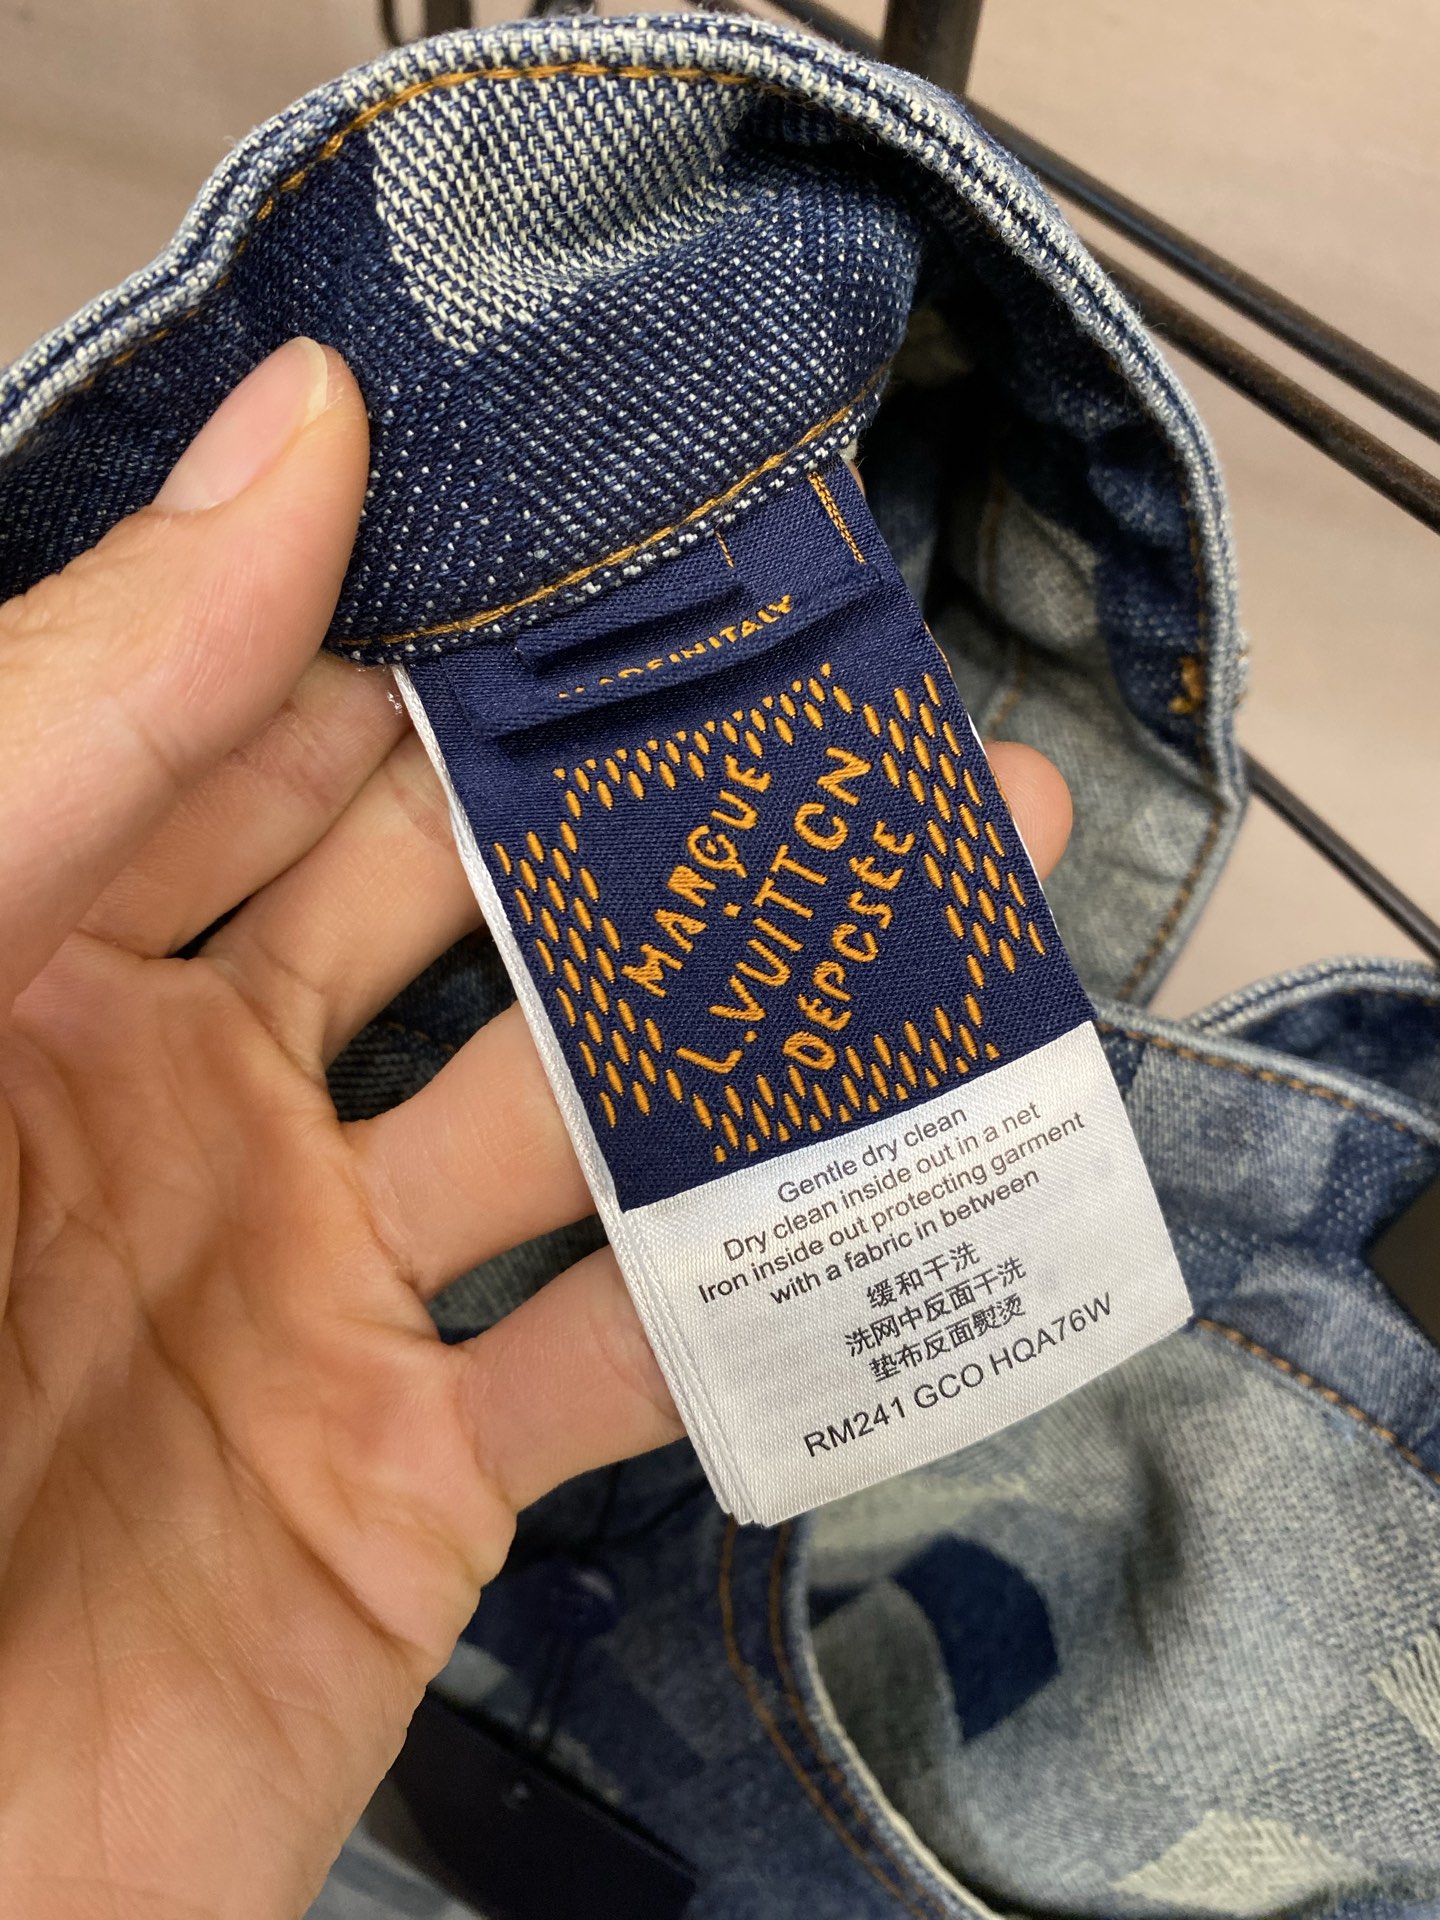 MADE IN ITALY
MARQUE
L.VUITTON
DEPOSÉE
Gentle dry clean
Dry clean inside out in a net
Iron inside out protecting garment
with a fabric in between
缓和干洗
洗网中反面干洗
垫布反面熨烫
RM241 GCO HQA76W